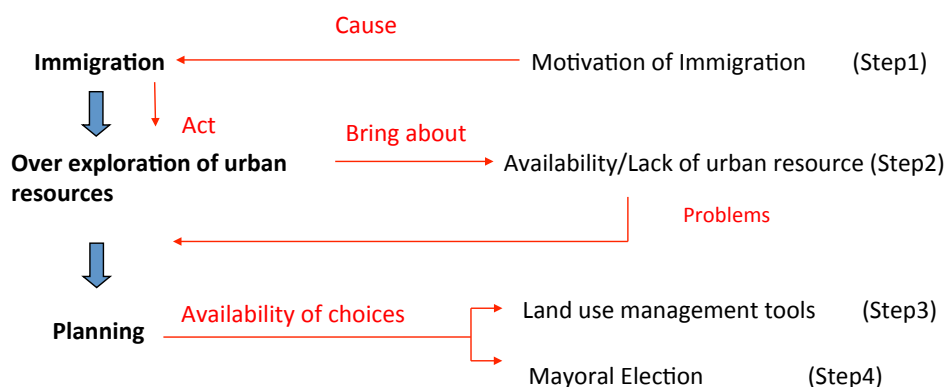 Cause
Immigration
Motivation of Immigration (Step1)
Act
Bring about
Over exploration of urban
resources
Availability/Lack of urban resource (Step2)
Problems
Availability of choices
Land use management tools (Step3)
Planning
Mayoral Election (Step4)